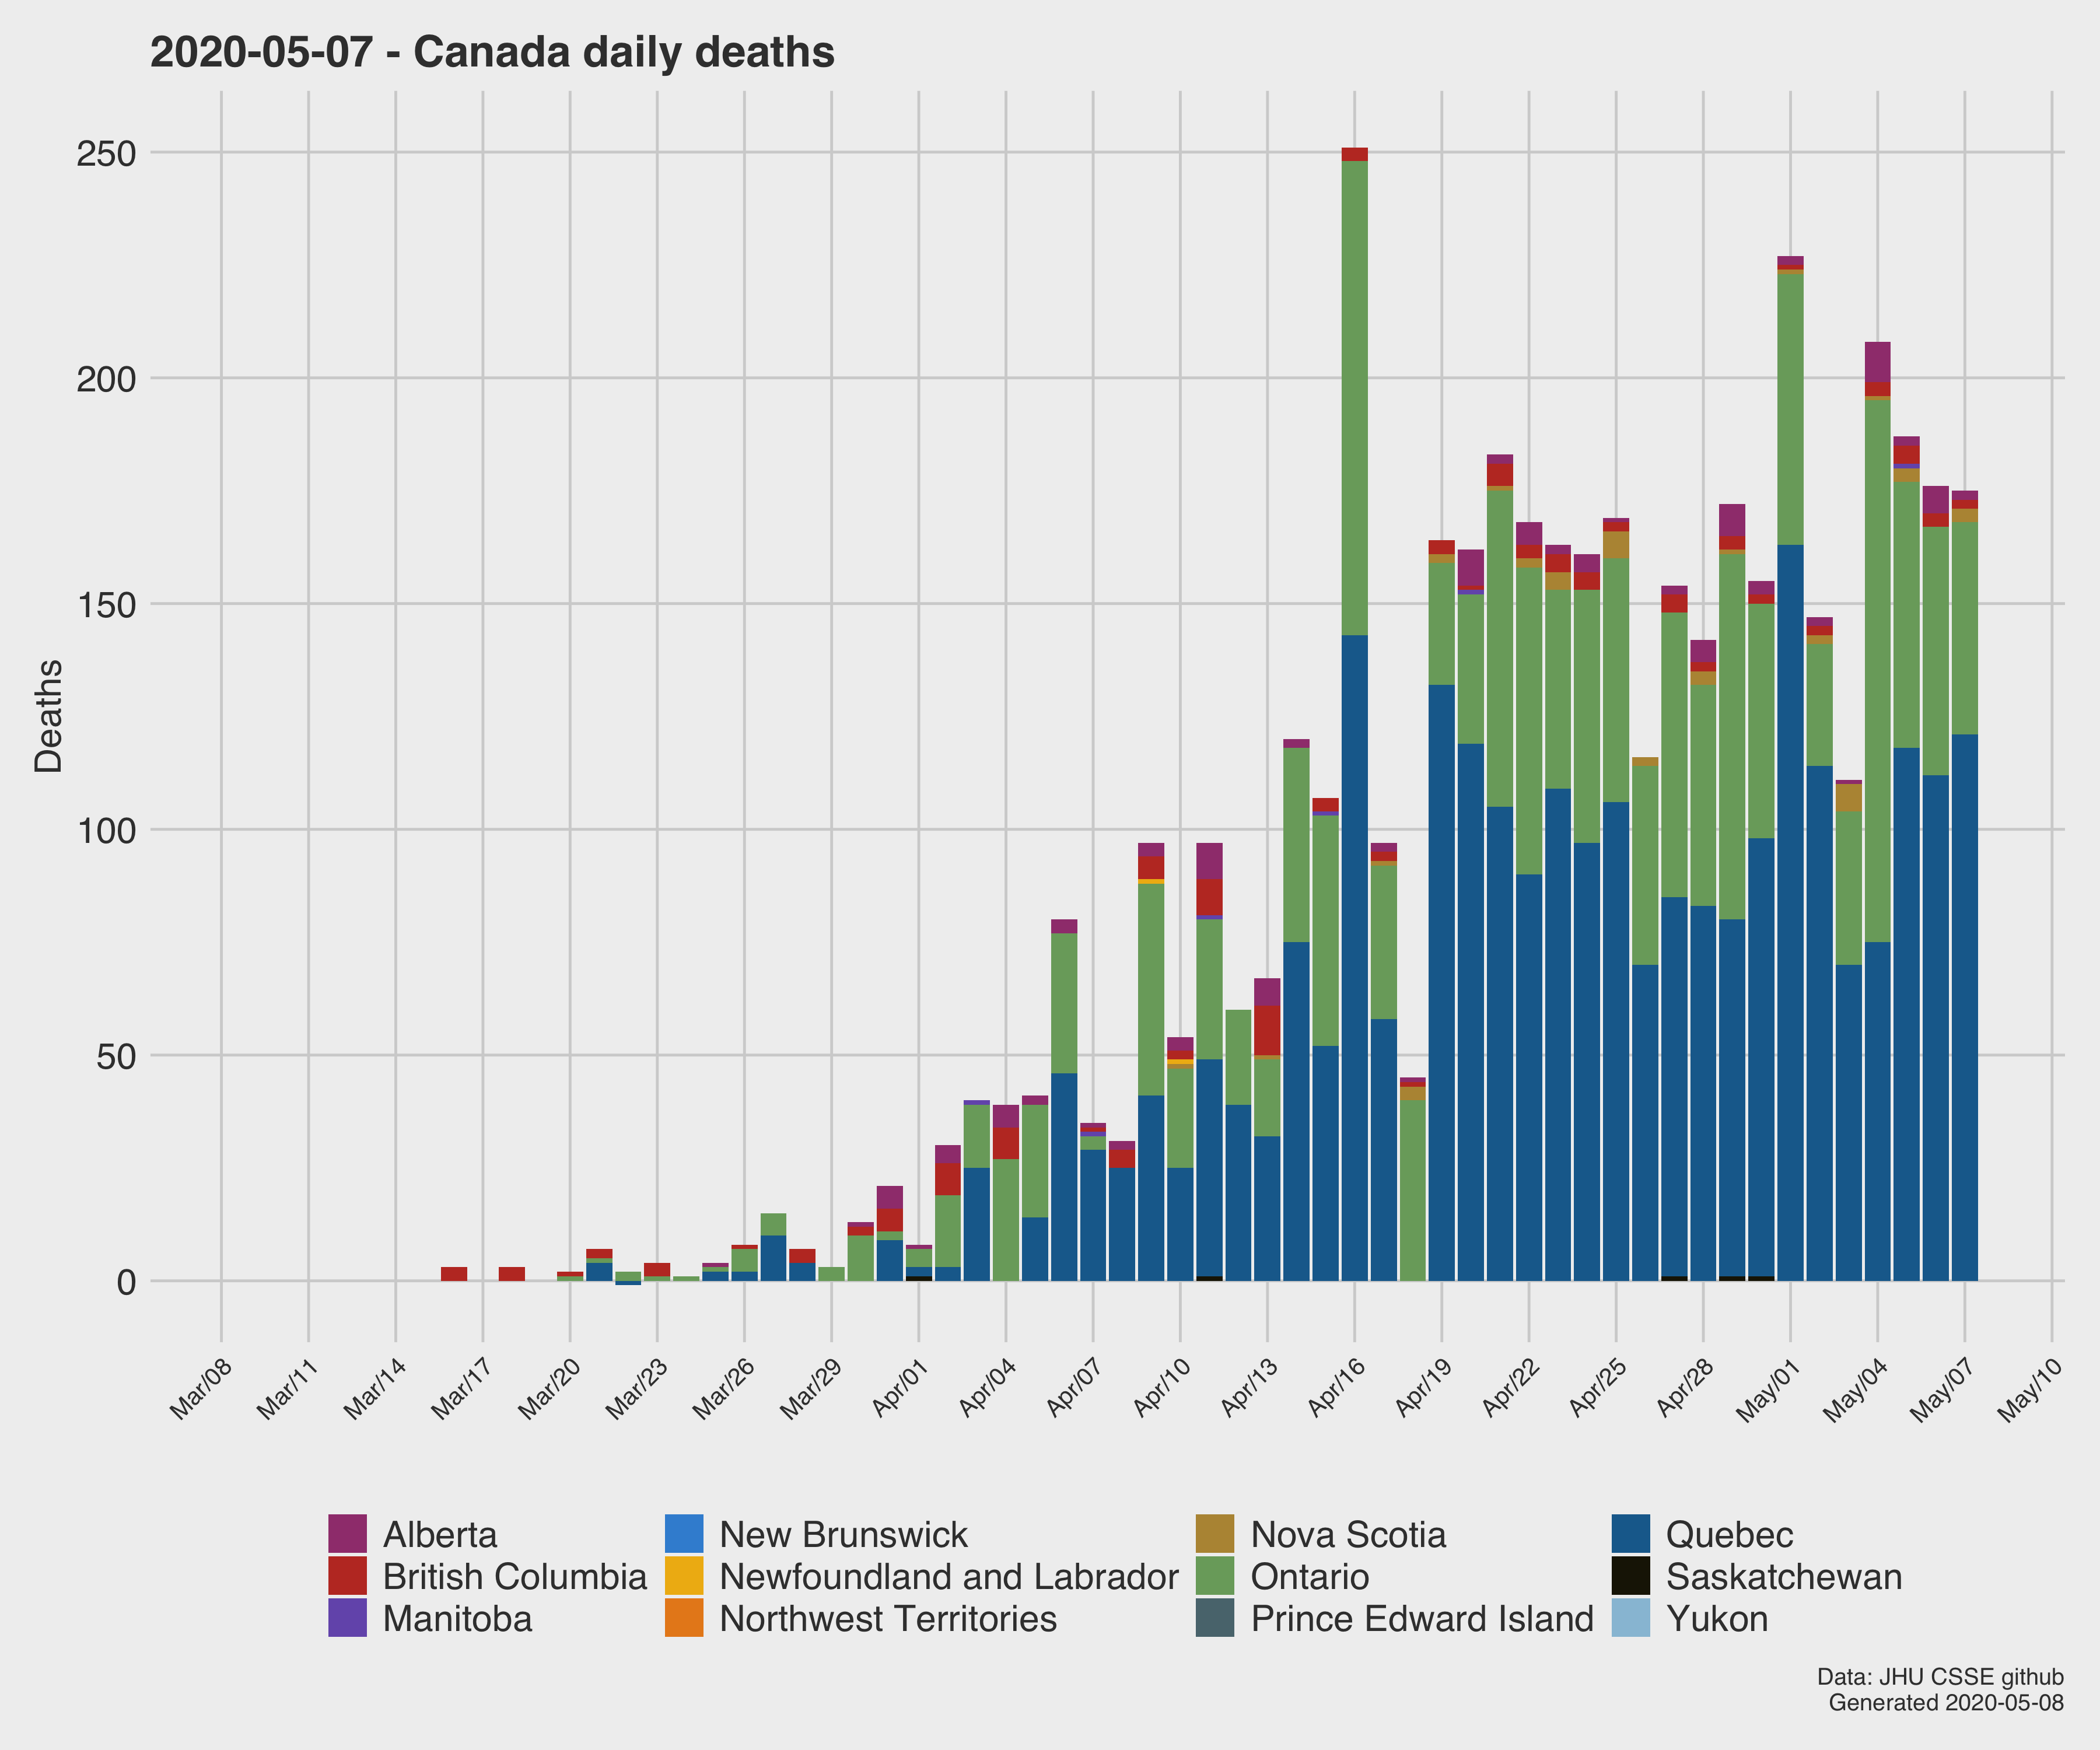 2020-05-07 - Canada daily deaths
250
200
150
100
50
0
Deaths
Mar/08
Mar/11
Mar/14
Mar/17
Mar/20
Mar/23
Mar/26
Mar/29
Apr/01
Apr/04
Apr/07
Apr/10
Apr/13
Apr/16
Apr/19
Apr/22
Apr/25
Apr/28
May/01
May/04
May/07
May/10
Alberta
British Columbia
Manitoba
New Brunswick
Newfoundland and Labrador
Northwest Territories
Nova Scotia
Ontario
Prince Edward Island
Quebec
Saskatchewan
Yukon
Data: JHU CSSE github
Generated 2020-05-08